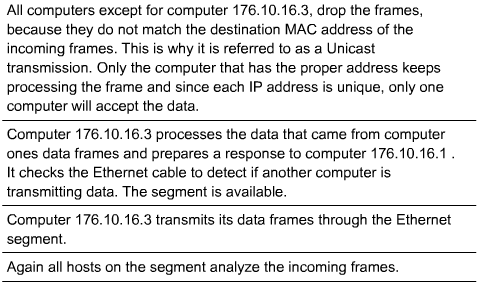 All computers except for computer 176.10.16.3, drop the frames,
because they do not match the destination MAC address of the
incoming frames. This is why it is referred to as a Unicast
transmission. Only the computer that has the proper address keeps
processing the frame and since each IP address is unique, only one
computer will accept the data.
Computer 176.10.16.3 processes the data that came from computer
ones data frames and prepares a response to computer 176.10.16.1 .
It checks the Ethernet cable to detect if another computer is
transmitting data. The segment is available.
Computer 176.10.16.3 transmits its data frames through the Ethernet
segment.
Again all hosts on the segment analyze the incoming frames.